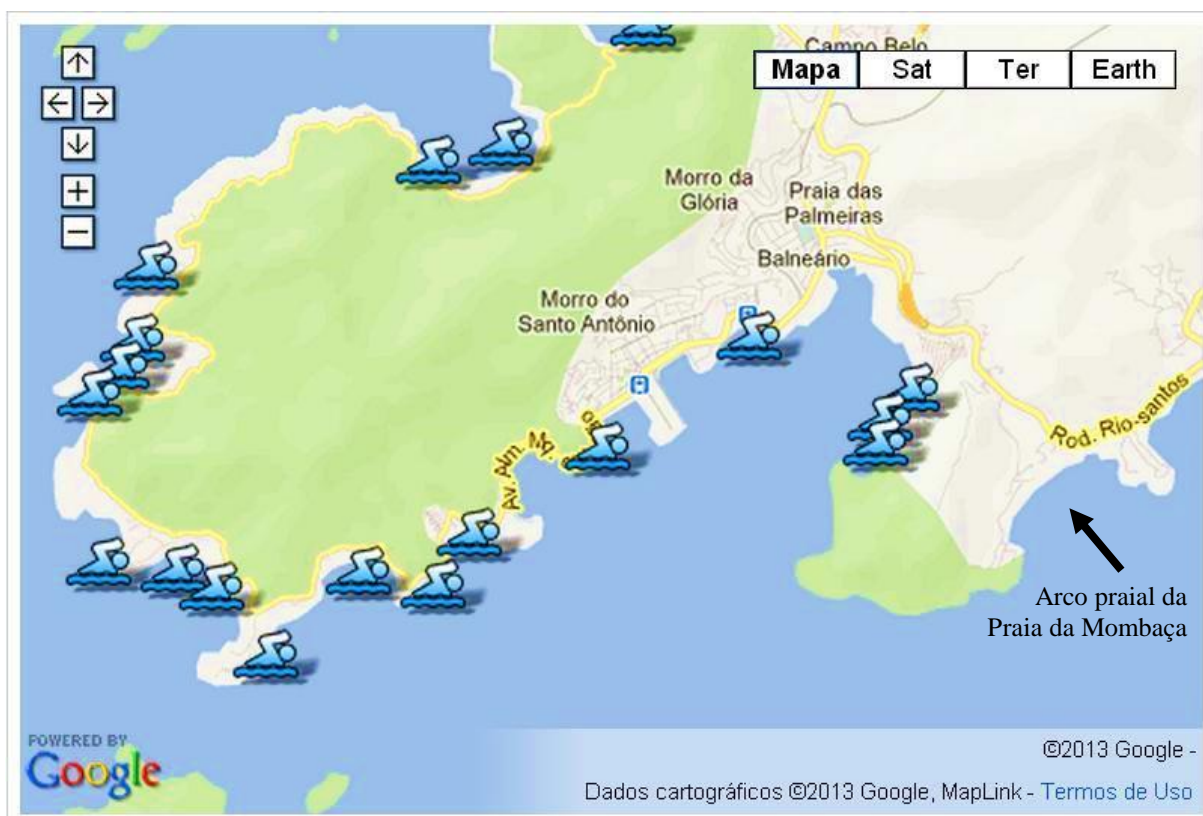 Campo Belo
Mapa
Sat
Ter
Earth
Morro da
Glória
Praia das
Palmeiras
Balneário
Morro do
Santo Antônio
Av. Alm. Mq.
Rod. Rio-santos
Arco praial da
Praia da Mombaça
POWERED BY
Google
©2013 Google -
Dados cartográficos ©2013 Google, MapLink - Termos de Uso